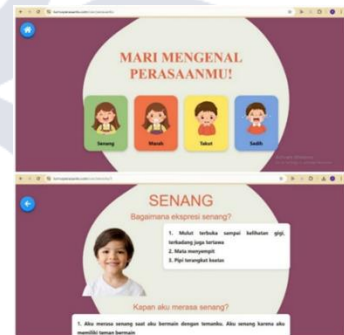 MARI MENGENAL
PERASAANMU!
Senang
Marah
Takut
Sedih
SENANG
Bagaimana ekspresi senang?
1. Mulut terbuka sampai kelihatan gigi,
terkadang juga tertawa
2. Mata menyempit
3. Pipi terangkat keatas
Kapan aku merasa senang?
1. Aku merasa senang saat aku bermain dengan temanku. Aku senang karena aku
memiliki teman bermain